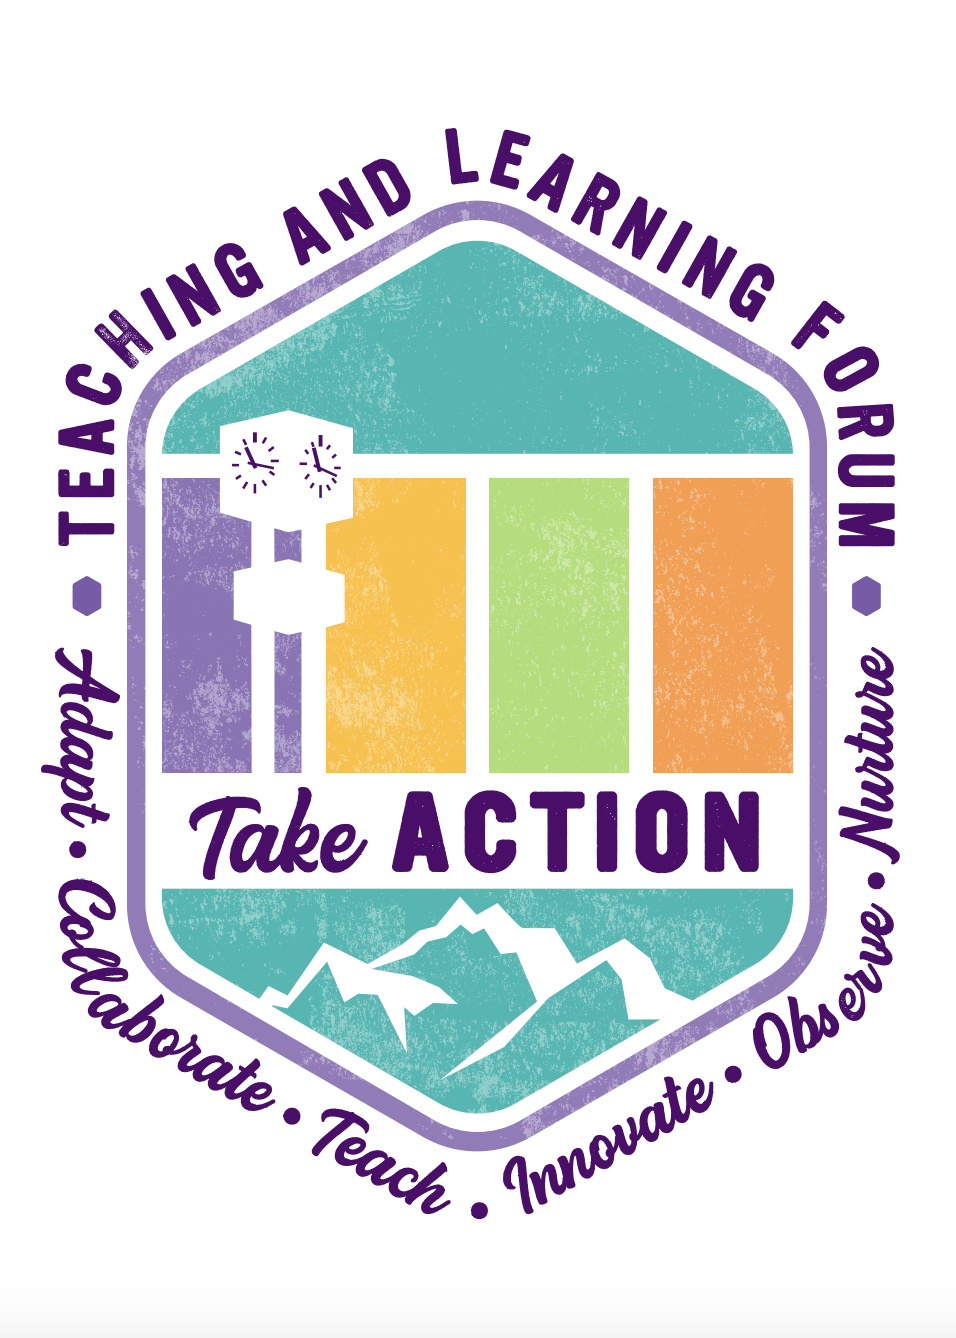 TEACHING AND LEARNING FORUM
Take ACTION
Adapt • Collaborate • Teach • Innovate • Observe • Nurture